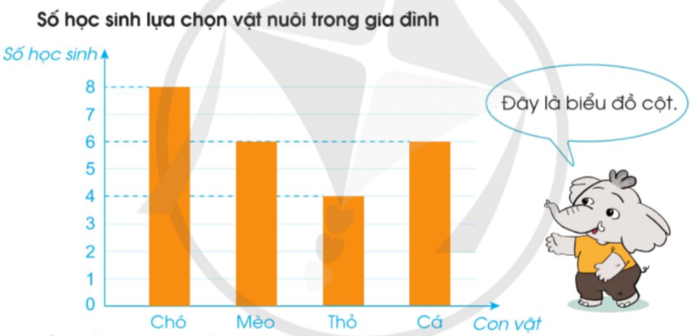 Số học sinh lựa chọn vật nuôi trong gia đình
Số học sinh
8
7
6
5
4
3
2
1
0
Chó Mèo Thỏ Cá
Con vật
Đây là biểu đồ cột.